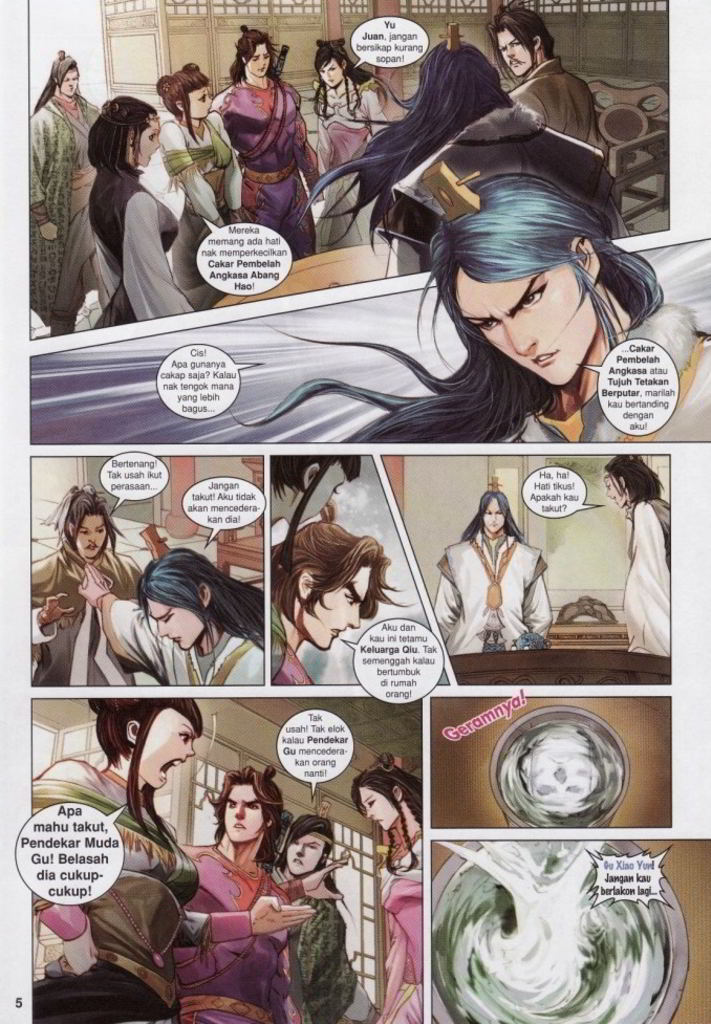 Yu
Juan, jangan
bersikap kurang
sopan!
Mereka
memang ada hati
nak memperkecilkan
Cakar Pembelah
Angkasa Abang
Hao!
Cis!
Apa gunanya
cakap saja? Kalau
nak tengok mana
yang lebih
bagus...
...Cakar
Pembelah
Angkasa atau
Tujuh Tetakan
Berputar, marilah
kau bertanding
dengan
aku!
Bertenang!
Tak usah ikut
perasaan...
Jangan
takut! Aku tidak
akan mencedera-
kan dia!
Aku dan
kau ini tetamu
Keluarga Qiu. Tak
semenggah kalau
bertumbuk
di rumah
orang!
Ha, ha!
Hati tikus!
Apakah kau
takut?
Apa
mahu takut,
Pendekar Muda
Gu! Belasah
dia cukup-
cukup!
Tak
usah! Tak elok
kalau Pendekar
Gu mencedera-
kan orang
nanti!
Geramnya!
Gu Xiao Yun!
Jangan kau
berlakon lagi...
5